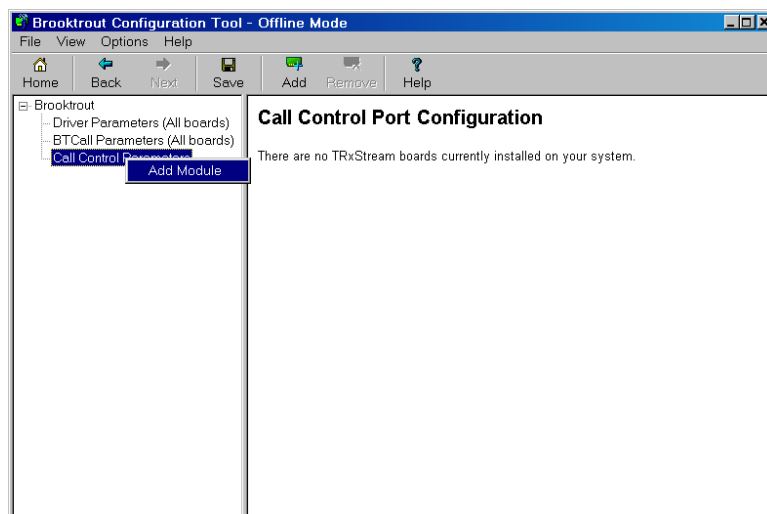 Brooktrout Configuration Tool - Offline Mode
File View Options Help
Home Back Next Save Add Remove Help
Brooktrout
Driver Parameters (All boards)
BTCall Parameters (All boards)
Call Control Parameters
Add Module
Call Control Port Configuration
There are no TRxStream boards currently installed on your system.